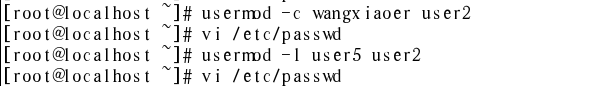 [root@localhost ~]# usermod -c wangxiaoer user2
[root@localhost ~]# vi /etc/passwd
[root@localhost ~]# usermod -l user5 user2
[root@localhost ~]# vi /etc/passwd